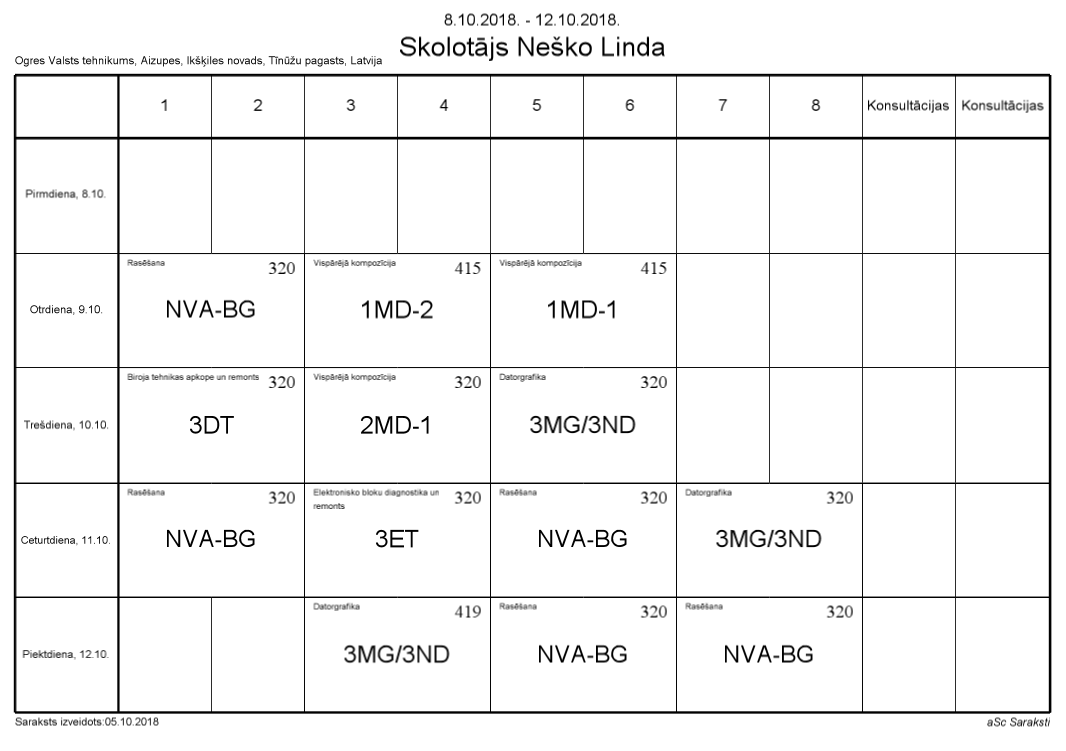 8.10.2018. - 12.10.2018.
Skolotājs Neško Linda
Ogres Valsts tehnikums, Aizupes, Ikšķiles novads, Tīnūžu pagasts, Latvija
1 2 3 4 5 6 7 8 Konsultācijas Konsultācijas
Pirmdiena, 8.10.
Rasēšana 320 Vispārējā kompozīcija 415 Vispārējā kompozīcija 415
Otrdiena, 9.10. NVA-BG 1MD-2 1MD-1
Biroja tehnikas apkope un remonts 320 Vispārējā kompozīcija 320 Datorgrafika 320
Trešdiena, 10.10. 3DT 2MD-1 3MG/3ND
Rasēšana 320 Elektronisko bloku diagnostika un 320 Rasēšana 320 Datorgrafika 320
remonts
Ceturtdiena, 11.10. NVA-BG 3ET NVA-BG 3MG/3ND
Datorgrafika 419 Rasēšana 320 Rasēšana 320
Piektdiena, 12.10. 3MG/3ND NVA-BG NVA-BG
Saraksts izveidots:05.10.2018 aSc Saraksti